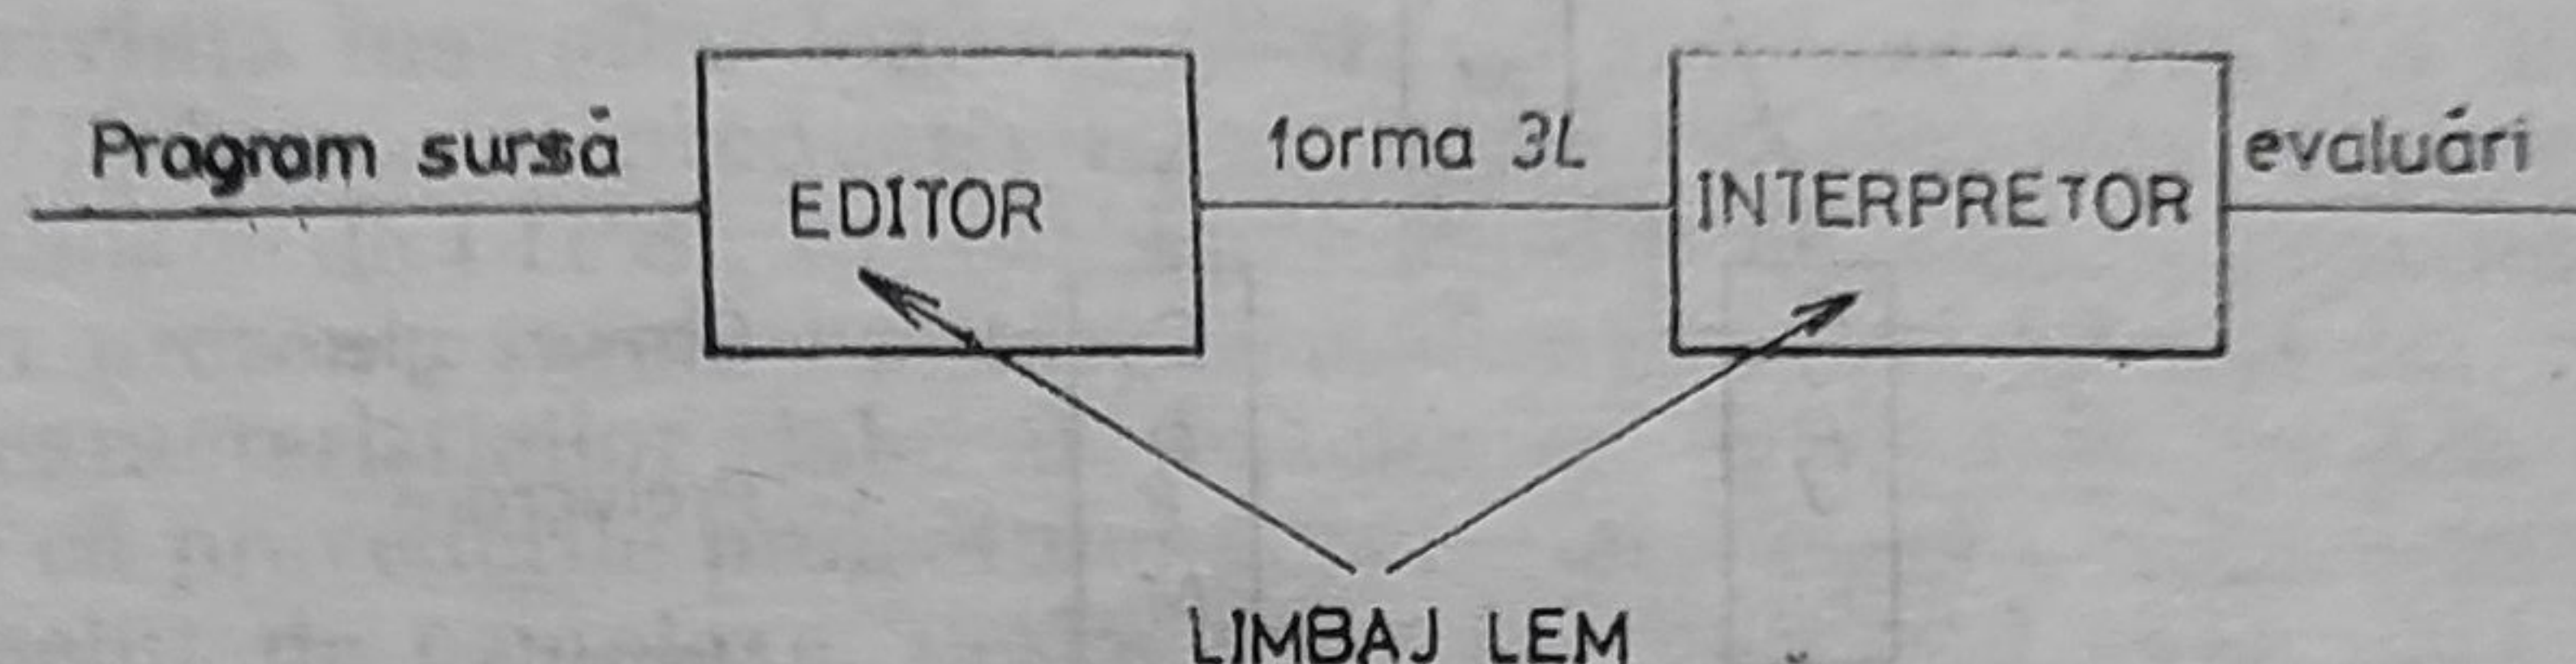 Program sursă
EDITOR
forma 3L
INTERPRETOR
evaluări
LIMBAJ LEM